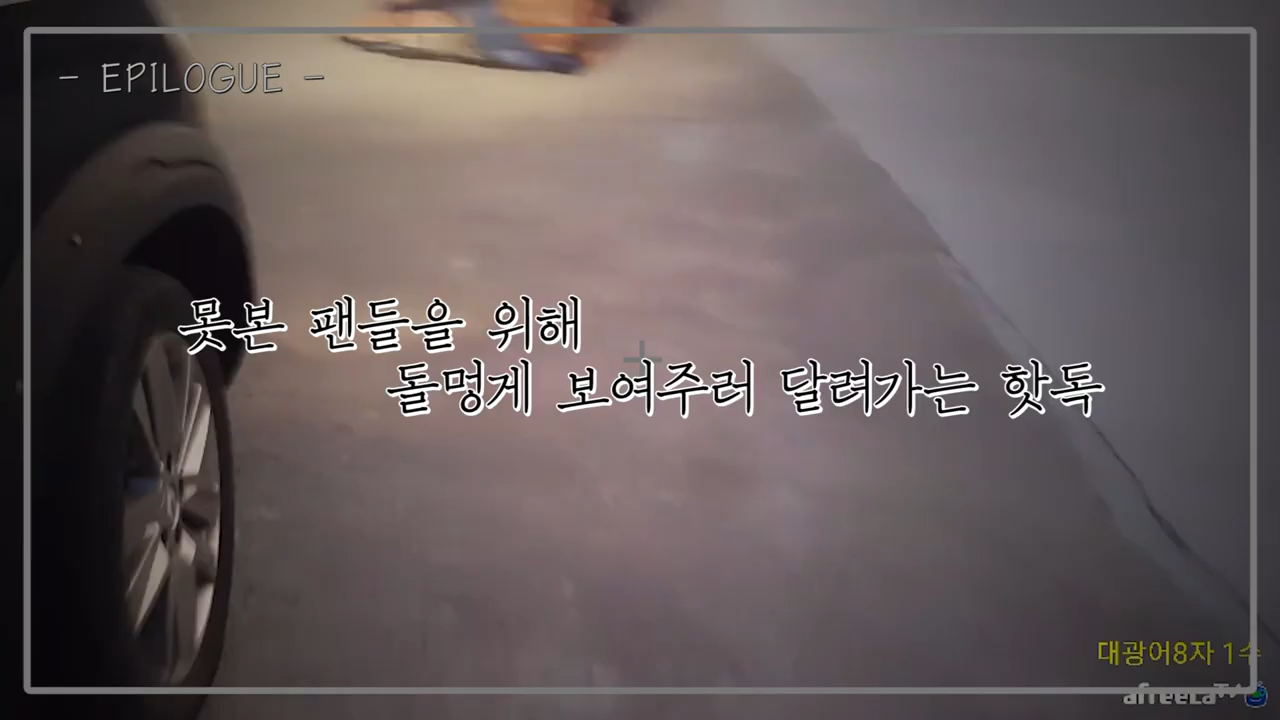 - EPILOGUE -
못본 팬들을 위해
돌멍게 보여주러 달려가는 핫독
대광어8자 1수
afreecaTV